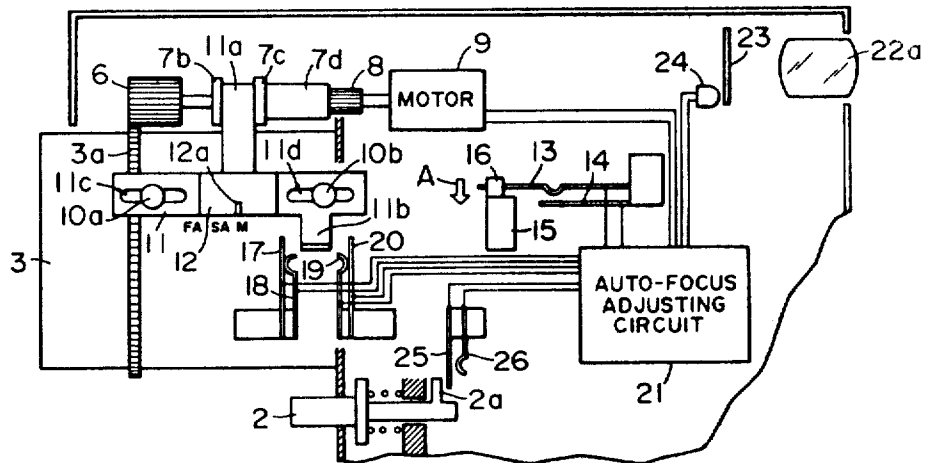 11a 7c
7b 7d 9 23
6 8 24 22a
MOTOR
3a 12a 11d 10b 16 13 14
11c A
10a 11b
FA SA M 15
11 17 20
12
3 19
18 AUTO-FOCUS
ADJUSTING
CIRCUIT
25 26
21
2 2a